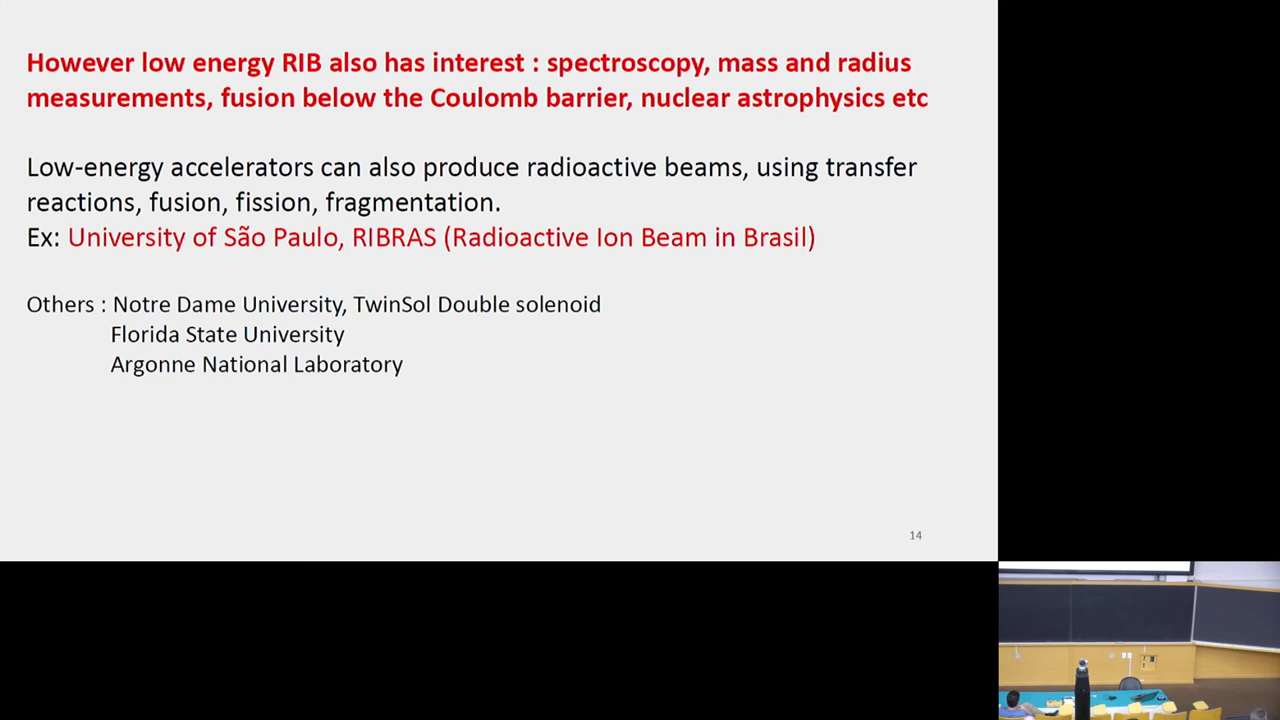 However low energy RIB also has interest : spectroscopy, mass and radius
measurements, fusion below the Coulomb barrier, nuclear astrophysics etc
Low-energy accelerators can also produce radioactive beams, using transfer
reactions, fusion, fission, fragmentation.
Ex: University of São Paulo, RIBRAS (Radioactive Ion Beam in Brasil)
Others : Notre Dame University, TwinSol Double solenoid
Florida State University
Argonne National Laboratory
14